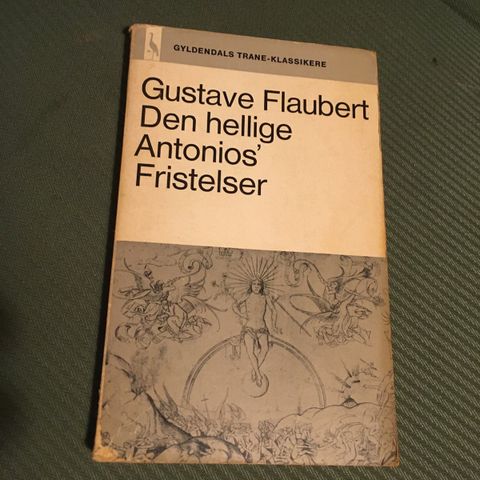 GYLDENDALS TRANE-KLASSIKERE
Gustave Flaubert
Den hellige
Antonios'
Fristelser